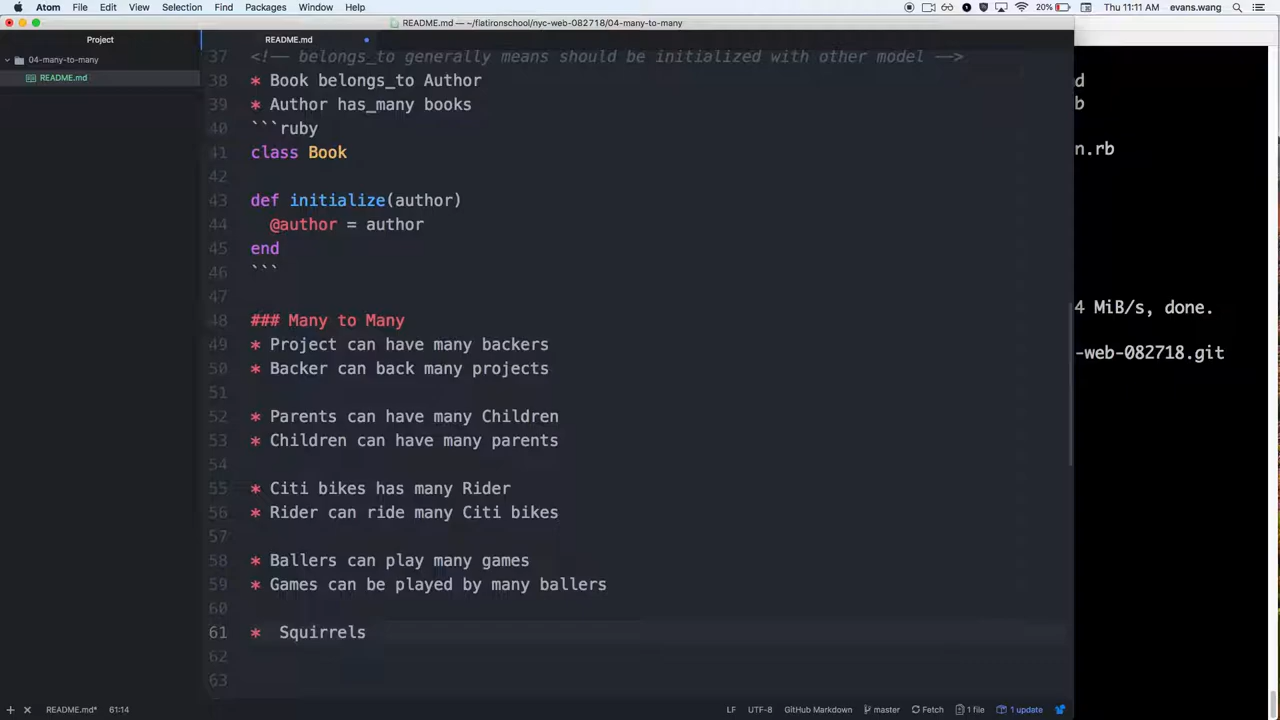 Atom File Edit View Selection Find Packages Window Help 20% Thu 11:11 AM evans.wang
README.md — ~/flatironschool/nyc-web-082718/04-many-to-many
Project
README.md
04-many-to-many
README.md
37 <!-- belongs_to generally means should be initialized with other model -->
38 * Book belongs_to Author
39 * Author has_many books
40 ```ruby
41 class Book
42
43 def initialize(author)
44 @author = author
45 end
46 ```
47
48 ### Many to Many
49 * Project can have many backers
50 * Backer can back many projects
51
52 * Parents can have many Children
53 * Children can have many parents
54
55 * Citi bikes has many Rider
56 * Rider can ride many Citi bikes
57
58 * Ballers can play many games
59 * Games can be played by many ballers
60
61 * Squirrels
62
63
d
b
n.rb
4 MiB/s, done.
-web-082718.git
README.md* 61:14 LF UTF-8 GitHub Markdown master Fetch 1 file 1 update